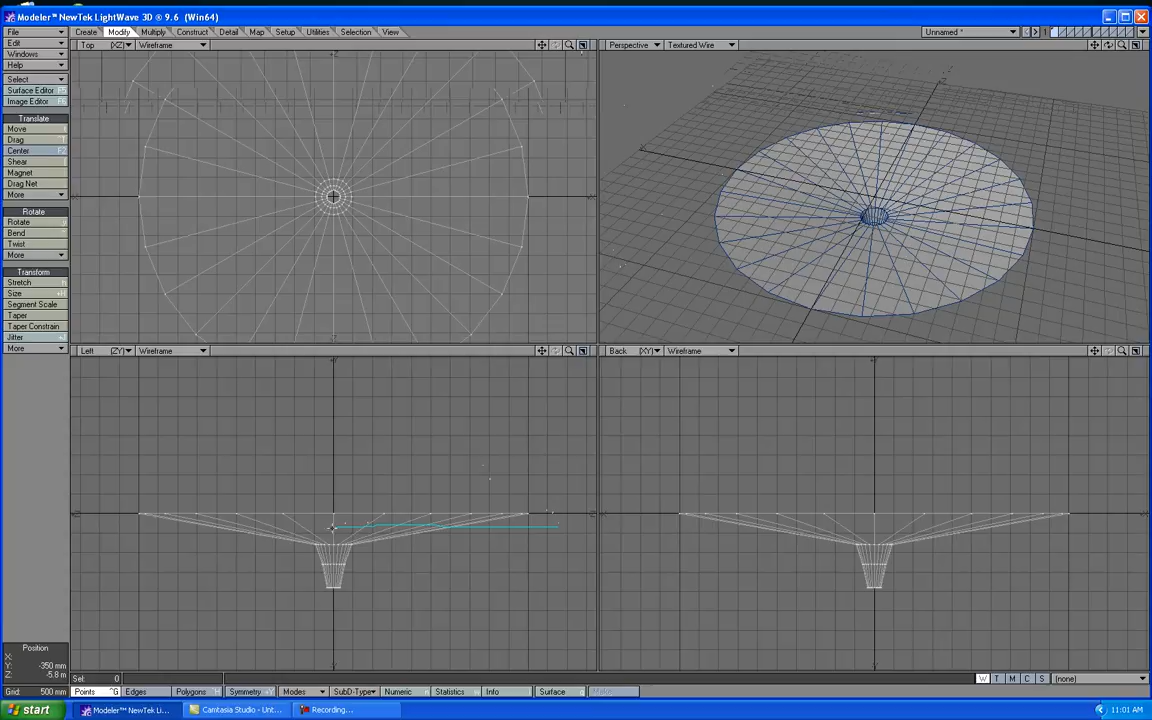 Modeler™ NewTek LightWave 3D ® 9.6 (Win64)
File
Create Modify Multiply Construct Detail Map Setup Utilities Selection View
Unnamed *
1
Edit
Windows
Help
Select
Surface Editor F5
Image Editor F6
Translate
Move
Drag
Center F2
Shear
Magnet
Drag Net
More
Rotate
Rotate
Bend
Twist
More
Transform
Stretch
Size
Segment Scale
Taper
Taper Constrain
Jitter
More
Top (XZ) Wireframe
Perspective Textured Wire
Left (ZY) Wireframe
Back (XY) Wireframe
Position
X:
Y: -350 mm
Z: -5.8 m
Grid: 500 mm
Sel: 0
W T M C S (none)
Points ^G Edges Polygons ^H Symmetry +Y Modes SubD-Type Numeric n Statistics w Info i Surface q Make
start
Modeler™ NewTek Li...
Camtasia Studio - Unt...
Recording...
11:01 AM